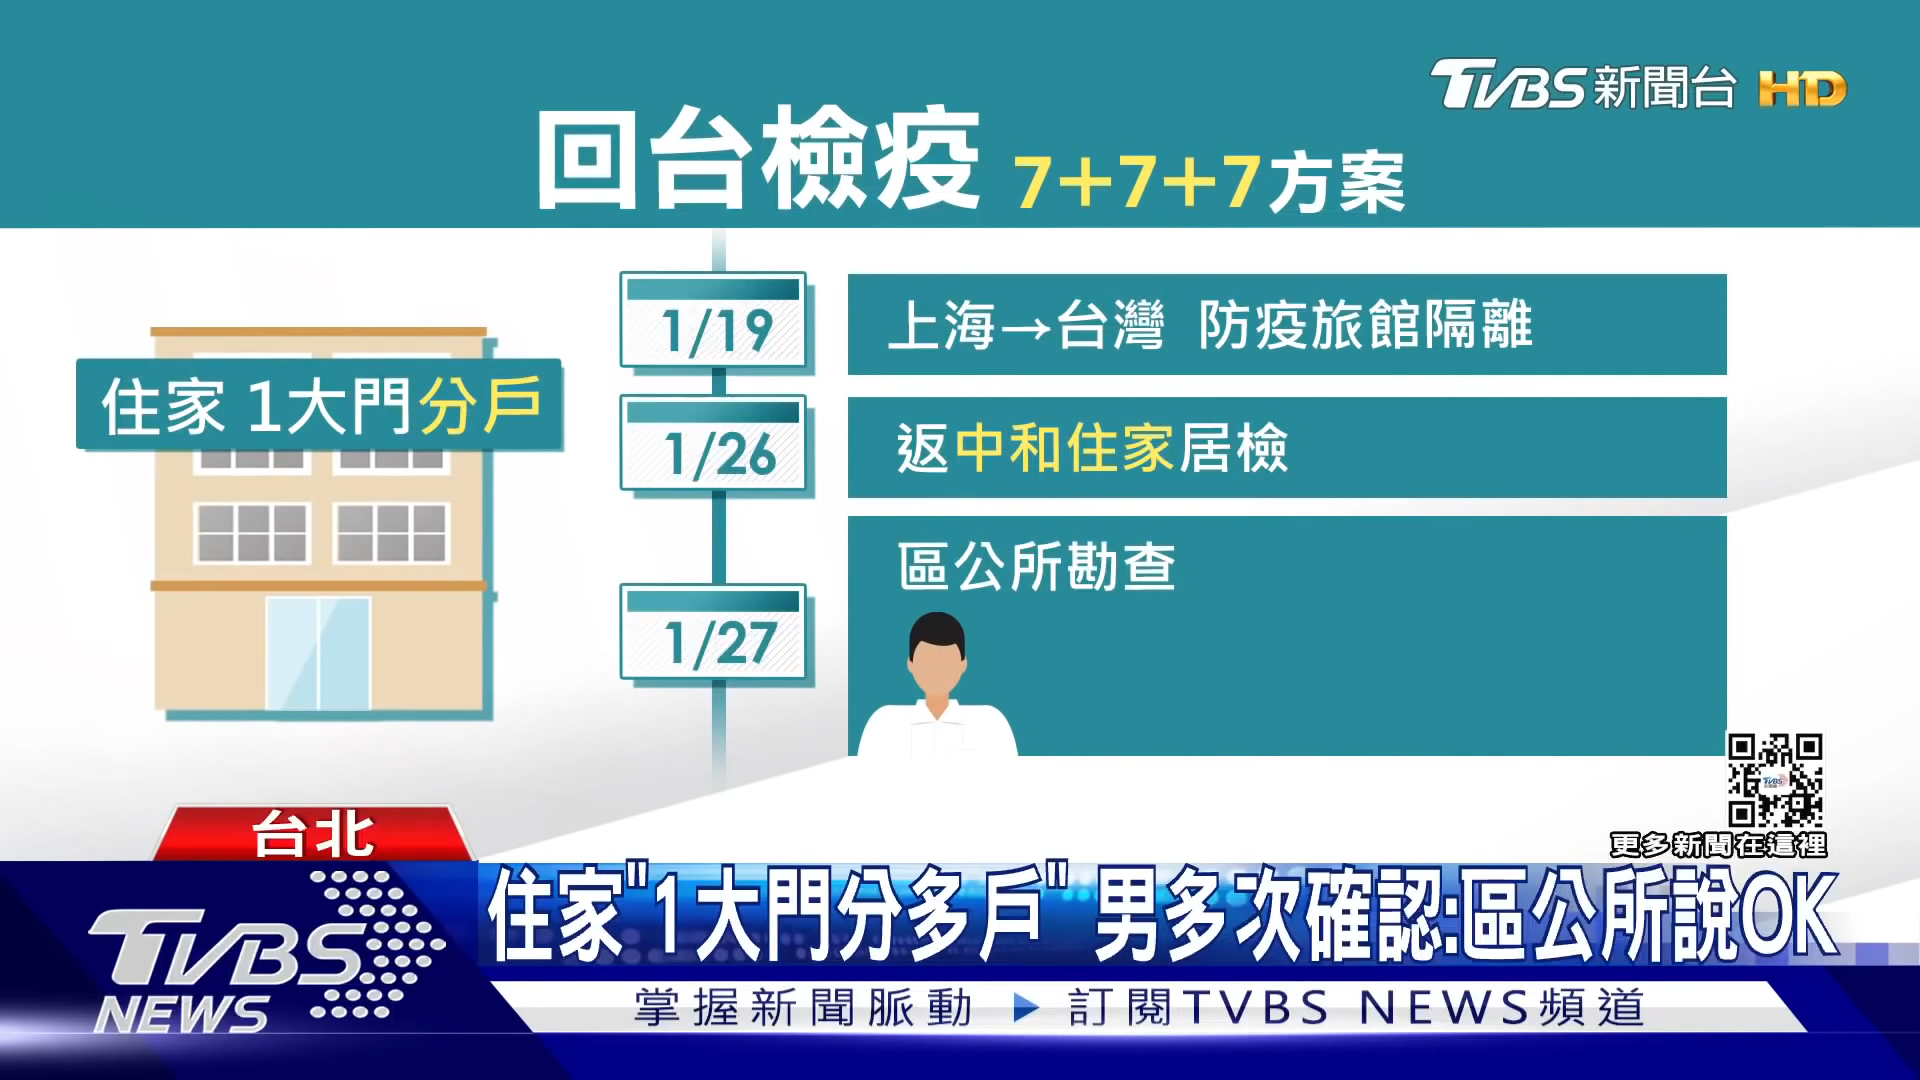 TVBS新聞台 HD
回台檢疫 7+7+7方案
住家 1大門分戶
1/19
上海→台灣 防疫旅館隔離
1/26
返中和住家居檢
1/27
區公所勘查
TVBS
更多新聞在這裡
台北
住家"1大門分多戶" 男多次確認:區公所說OK
TVBS NEWS
掌握新聞脈動 ▶ 訂閱TVBS NEWS頻道